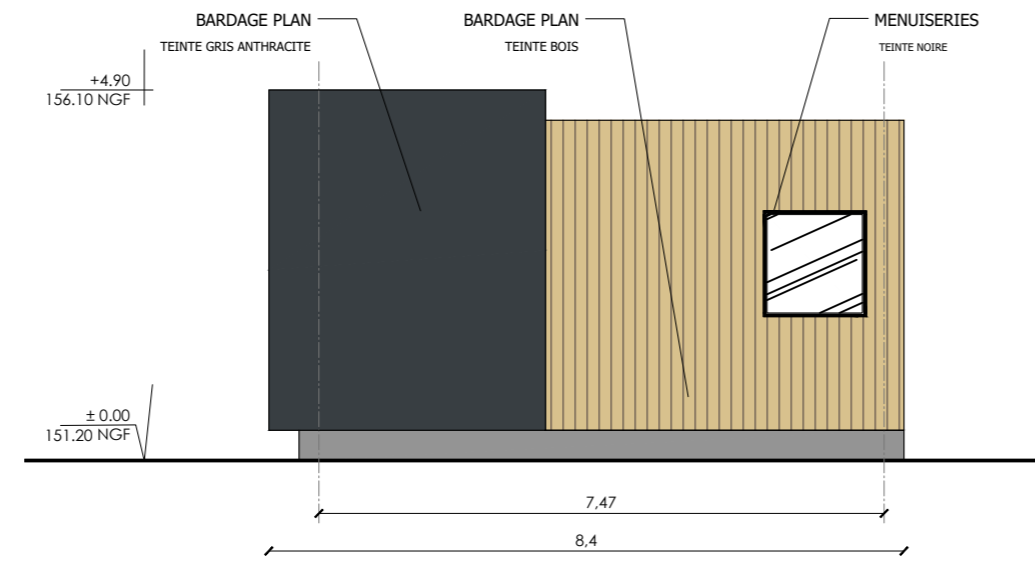 BARDAGE PLAN
TEINTE GRIS ANTHRACITE
BARDAGE PLAN
TEINTE BOIS
MENUISERIES
TEINTE NOIRE
+4.90
156.10 NGF
± 0.00
151.20 NGF
7,47
8,4